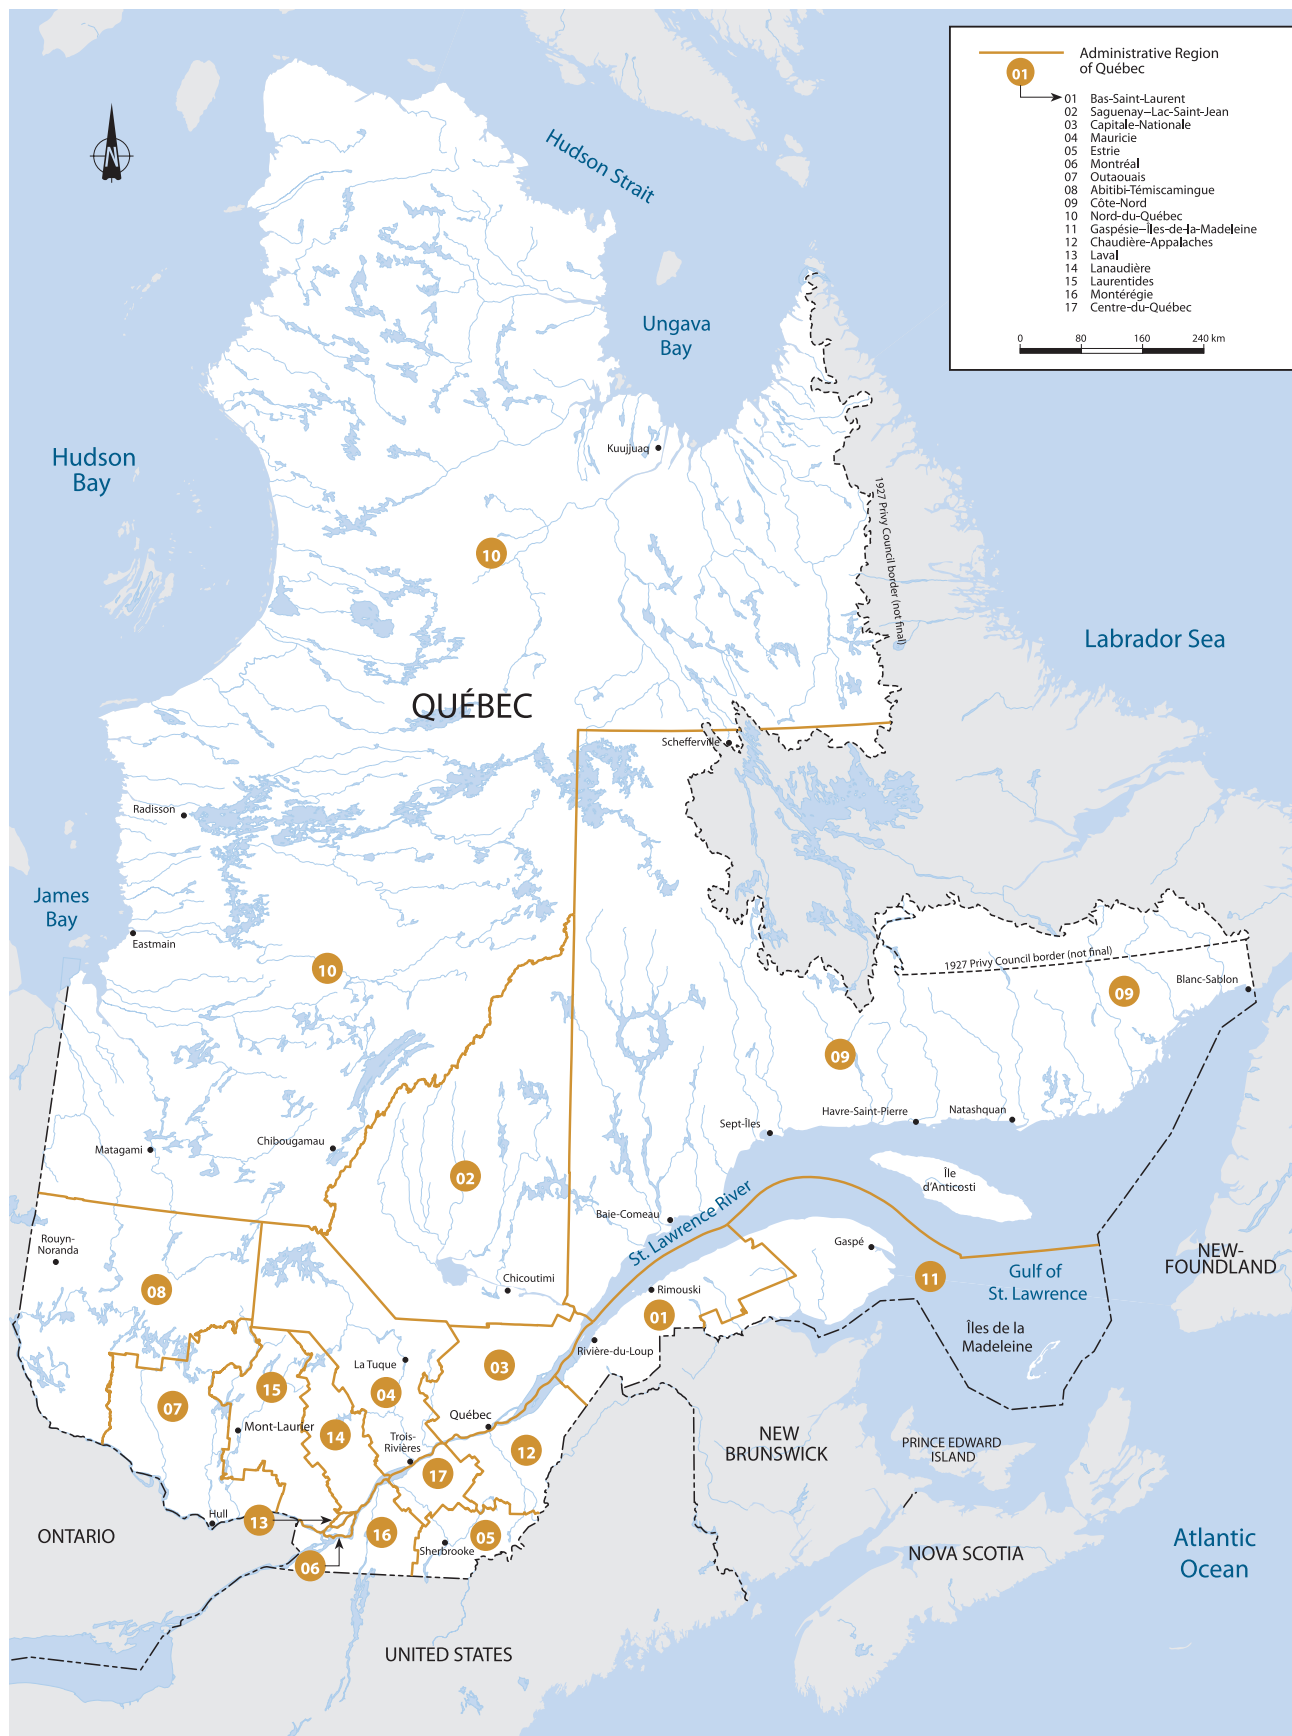 Administrative Region
of Québec
01
01 Bas-Saint-Laurent
02 Saguenay–Lac-Saint-Jean
03 Capitale-Nationale
04 Mauricie
05 Estrie
06 Montréal
07 Outaouais
08 Abitibi-Témiscamingue
09 Côte-Nord
10 Nord-du-Québec
11 Gaspésie–Îles-de-la-Madeleine
12 Chaudière-Appalaches
13 Laval
14 Lanaudière
15 Laurentides
16 Montérégie
17 Centre-du-Québec
0 80 160 240 km
N
Hudson Strait
Ungava
Bay
Kuujjuaq
Hudson
Bay
1927 Privy Council border (not final)
10
Labrador Sea
QUÉBEC
Schefferville
Radisson
James
Bay
Eastmain
10
1927 Privy Council border (not final)
Blanc-Sablon
09
09
Havre-Saint-Pierre
Natashquan
Sept-Îles
Chibougamau
Matagami
02
Île
d'Anticosti
Baie-Comeau
St. Lawrence River
Rouyn-
Noranda
Gaspé
NEW-
FOUNDLAND
Chicoutimi
Rimouski
11
Gulf of
St. Lawrence
08
01
Îles de la
Madeleine
Rivière-du-Loup
La Tuque
03
15
04
07
Québec
Mont-Laurier
14
Trois-
Rivières
12
NEW
BRUNSWICK
PRINCE EDWARD
ISLAND
17
Hull
13
16
05
ONTARIO
Sherbrooke
06
NOVA SCOTIA
Atlantic
Ocean
UNITED STATES